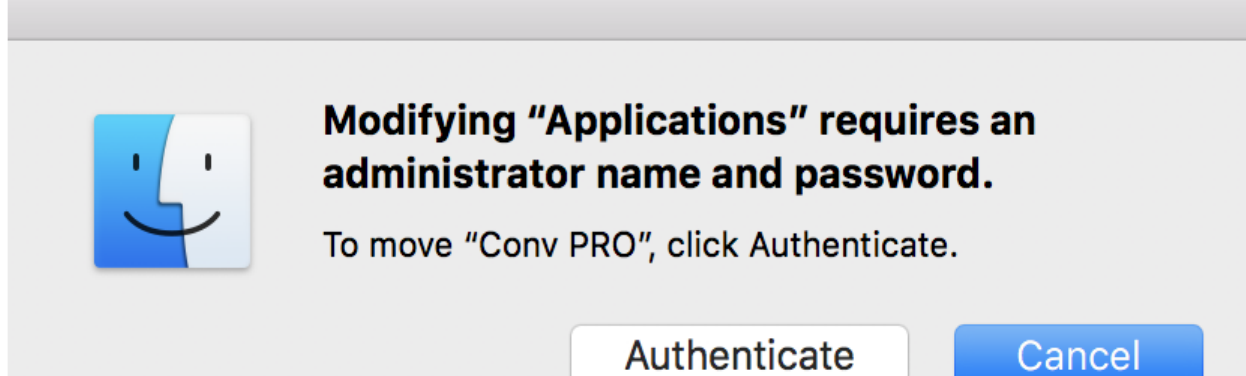 Modifying “Applications” requires an
administrator name and password.
To move “Conv PRO”, click Authenticate.
Authenticate Cancel